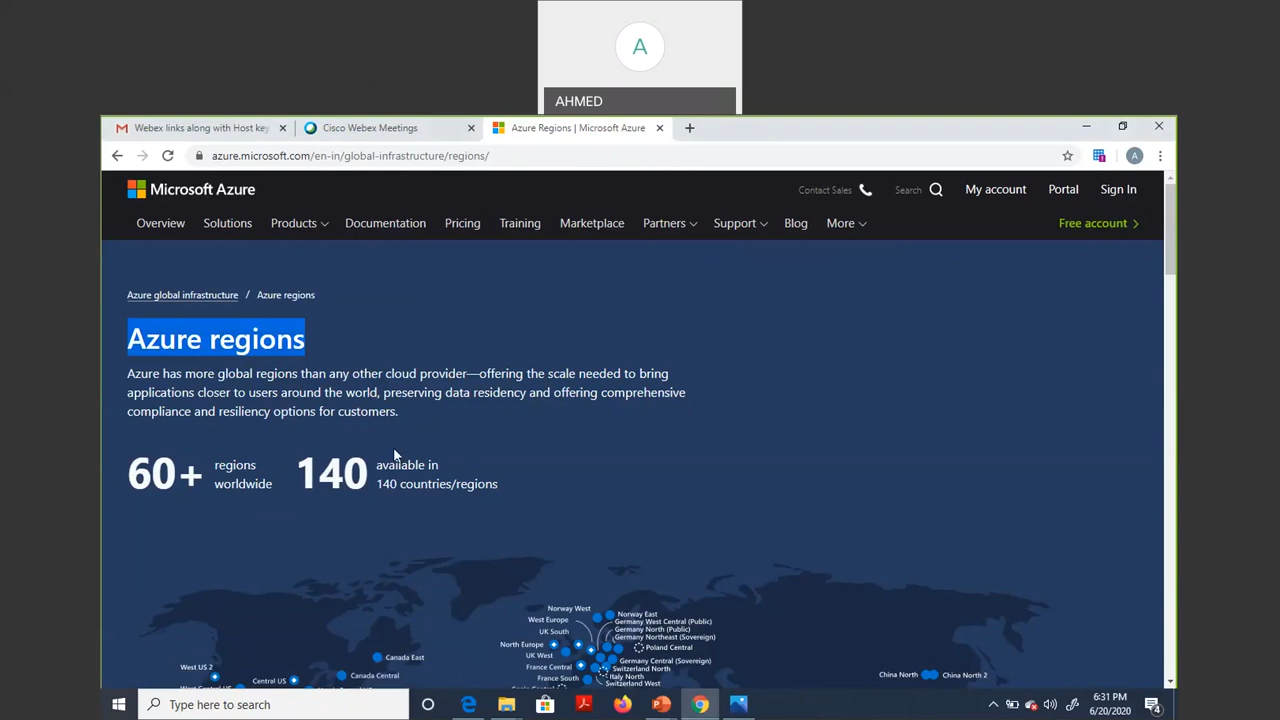 A
AHMED
Webex links along with Host key
Cisco Webex Meetings
Azure Regions | Microsoft Azure
azure.microsoft.com/en-in/global-infrastructure/regions/
A
Microsoft Azure
Contact Sales
Search
My account
Portal
Sign In
Overview
Solutions
Products
Documentation
Pricing
Training
Marketplace
Partners
Support
Blog
More
Free account
Azure global infrastructure / Azure regions
Azure regions
Azure has more global regions than any other cloud provider—offering the scale needed to bring
applications closer to users around the world, preserving data residency and offering comprehensive
compliance and resiliency options for customers.
60+ regions
worldwide
140 available in
140 countries/regions
Norway West
Norway East
West Europe
Germany West Central (Public)
Germany North (Public)
UK South
Germany Northeast (Sovereign)
North Europe
Poland Central
UK West
Canada East
Germany Central (Sovereign)
France Central
Switzerland North
West US 2
Central US
Canada Central
France South
Italy North
Switzerland West
China North
China North 2
Type here to search
6:31 PM
6/20/2020
4